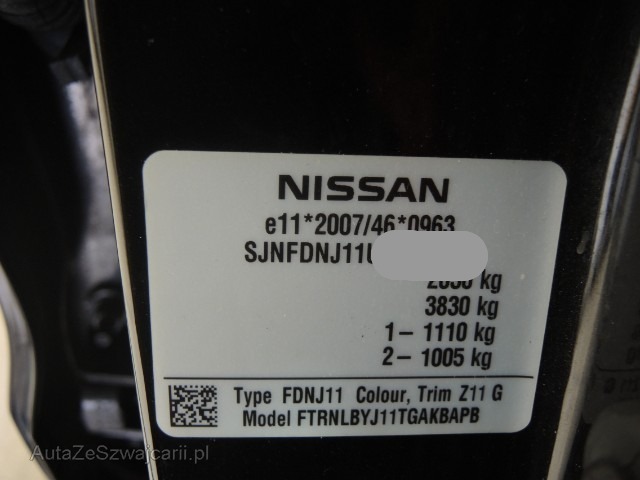 NISSAN
e11*2007/46*0963
SJNFDNJ11U
kg
3830 kg
1– 1110 kg
2– 1005 kg
Type FDNJ11 Colour, Trim Z11 G
Model FTRNLBYJ11TGAKBAPB
AutaZeSzwajcarii.pl